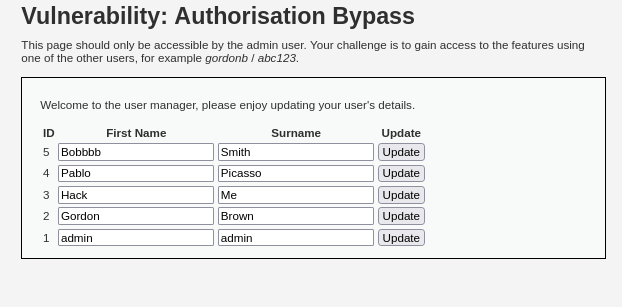 Vulnerability: Authorisation Bypass
This page should only be accessible by the admin user. Your challenge is to gain access to the features using
one of the other users, for example gordonb / abc123.
Welcome to the user manager, please enjoy updating your user's details.
ID First Name Surname Update
5 Bobbbb Smith Update
4 Pablo Picasso Update
3 Hack Me Update
2 Gordon Brown Update
1 admin admin Update